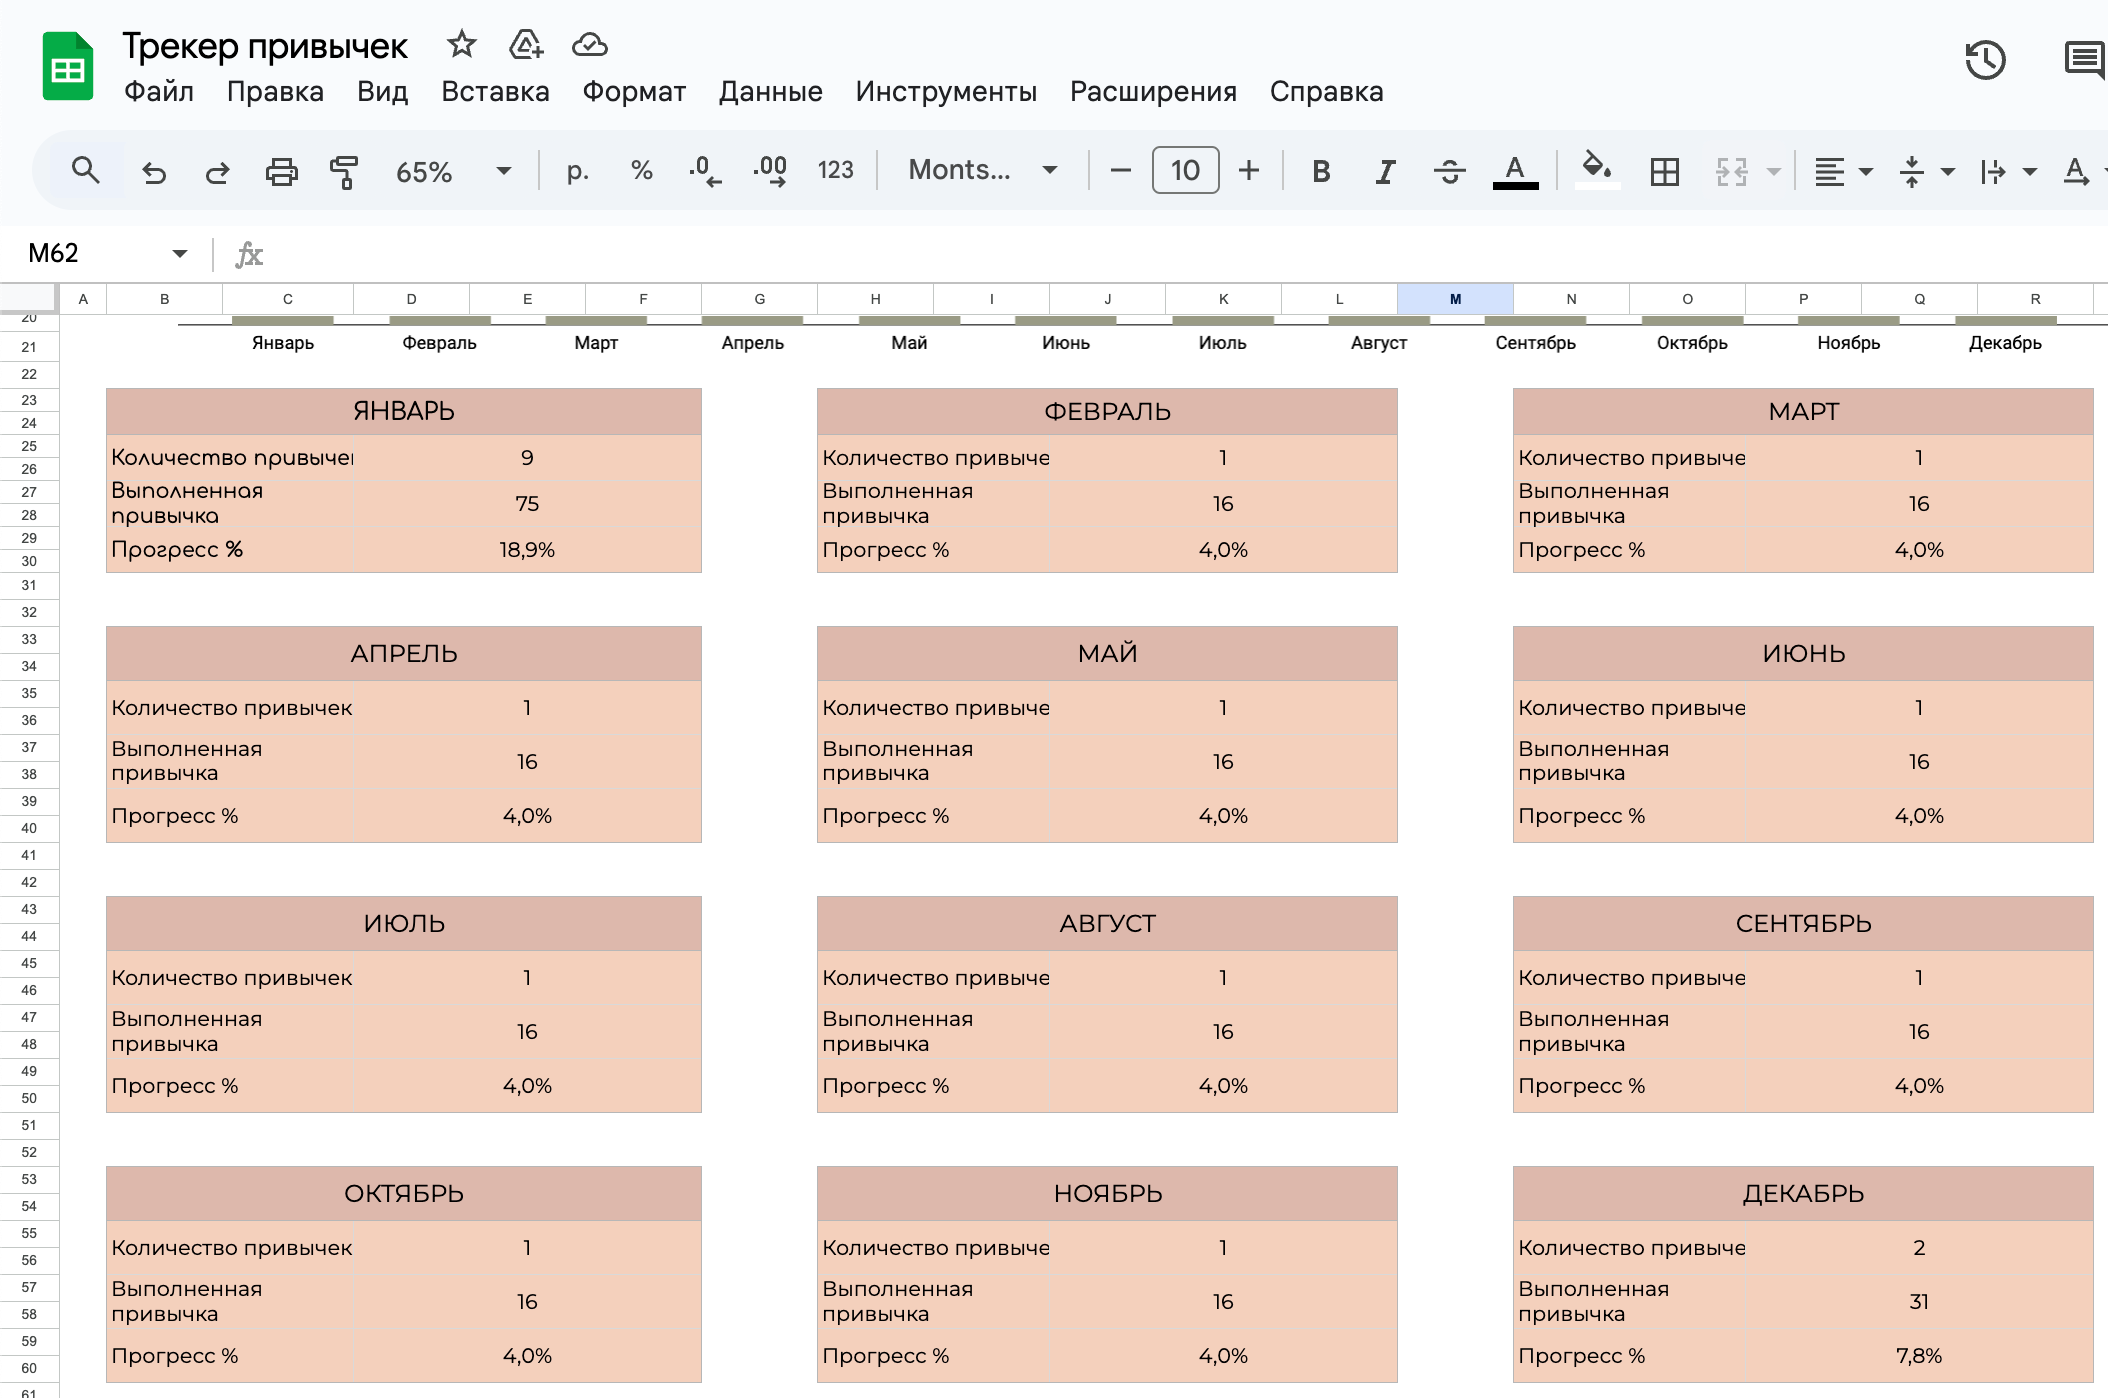 Трекер привычек
Файл Правка Вид Вставка Формат Данные Инструменты Расширения Справка
65% р. % .0 .00 123 Monts... 10 B I S A A
M62 fx
A B C D E F G H I J K L M N O P Q R
20
Январь Февраль Март Апрель Май Июнь Июль Август Сентябрь Октябрь Ноябрь Декабрь
21
22
23
24
25
26
27
28
29
30
31
32
33
34
35
36
37
38
39
40
41
42
43
44
45
46
47
48
49
50
51
52
53
54
55
56
57
58
59
60
61
ЯНВАРЬ
Количество привыче
9
Выполненная
привычка
75
Прогресс %
18,9%
ФЕВРАЛЬ
Количество привыче
1
Выполненная
привычка
16
Прогресс %
4,0%
МАРТ
Количество привыче
1
Выполненная
привычка
16
Прогресс %
4,0%
АПРЕЛЬ
Количество привычек
1
Выполненная
привычка
16
Прогресс %
4,0%
МАЙ
Количество привыче
1
Выполненная
привычка
16
Прогресс %
4,0%
ИЮНЬ
Количество привыче
1
Выполненная
привычка
16
Прогресс %
4,0%
ИЮЛЬ
Количество привычек
1
Выполненная
привычка
16
Прогресс %
4,0%
АВГУСТ
Количество привыче
1
Выполненная
привычка
16
Прогресс %
4,0%
СЕНТЯБРЬ
Количество привыче
1
Выполненная
привычка
16
Прогресс %
4,0%
ОКТЯБРЬ
Количество привычек
1
Выполненная
привычка
16
Прогресс %
4,0%
НОЯБРЬ
Количество привыче
1
Выполненная
привычка
16
Прогресс %
4,0%
ДЕКАБРЬ
Количество привыче
2
Выполненная
привычка
31
Прогресс %
7,8%